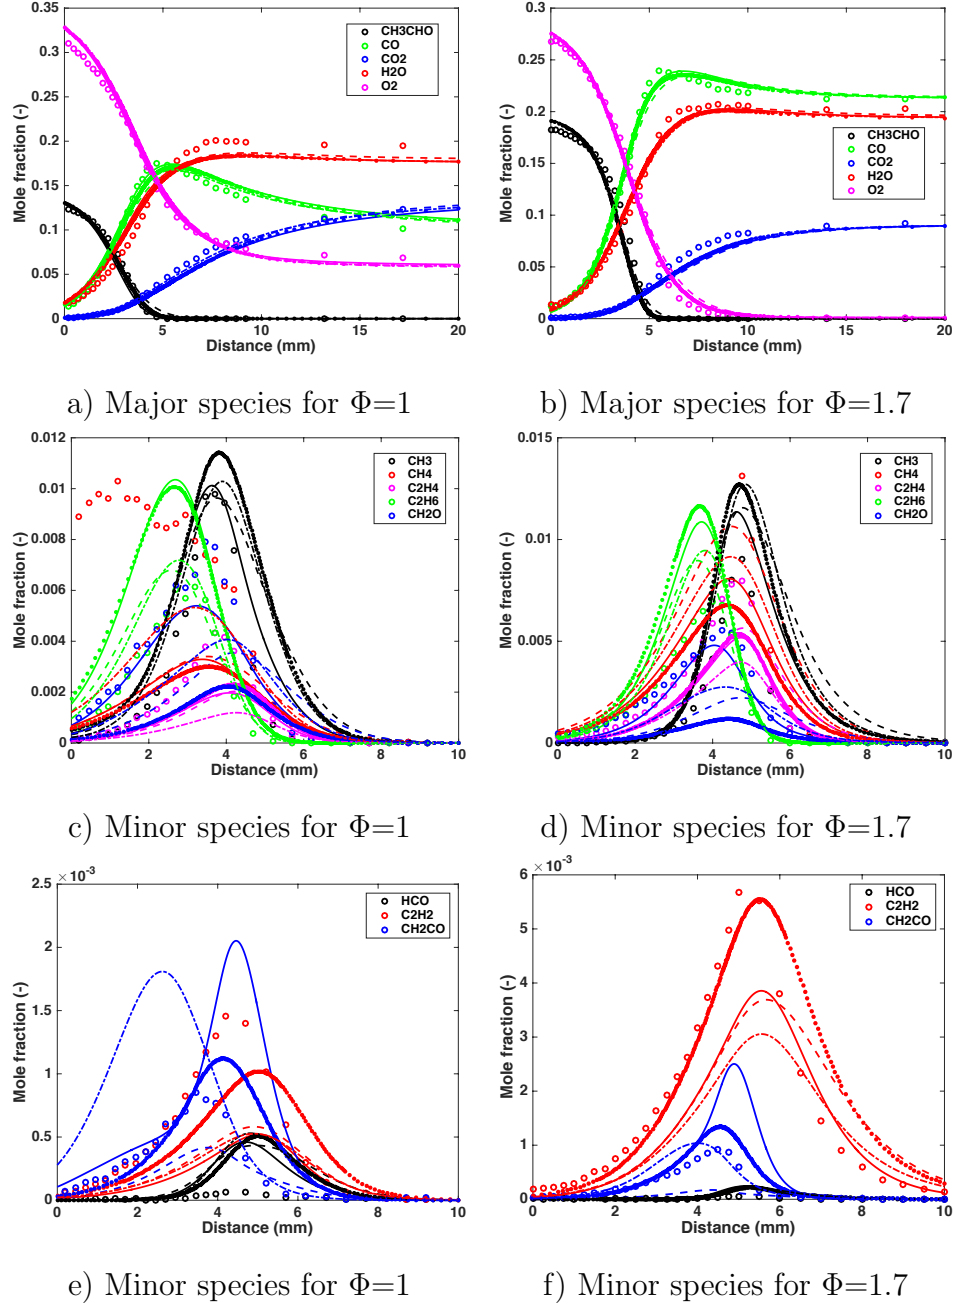 0.35
0.3
0.25
0.2
0.15
0.1
0.05
0
0 5 10 15 20
Mole fraction (-)
Distance (mm)
CH3CHO
CO
CO2
H2O
O2
a) Major species for Φ=1
0.3
0.25
0.2
0.15
0.1
0.05
0
0 5 10 15 20
Mole fraction (-)
Distance (mm)
CH3CHO
CO
CO2
H2O
O2
b) Major species for Φ=1.7
0.012
0.01
0.008
0.006
0.004
0.002
0
0 2 4 6 8 10
Mole fraction (-)
Distance (mm)
CH3
CH4
C2H4
C2H6
CH2O
c) Minor species for Φ=1
0.015
0.01
0.005
0
0 2 4 6 8 10
Mole fraction (-)
Distance (mm)
CH3
CH4
C2H4
C2H6
CH2O
d) Minor species for Φ=1.7
×10-3
2.5
2
1.5
1
0.5
0
0 2 4 6 8 10
Mole fraction (-)
Distance (mm)
HCO
C2H2
CH2CO
e) Minor species for Φ=1
×10-3
6
5
4
3
2
1
0
0 2 4 6 8 10
Mole fraction (-)
Distance (mm)
HCO
C2H2
CH2CO
f) Minor species for Φ=1.7